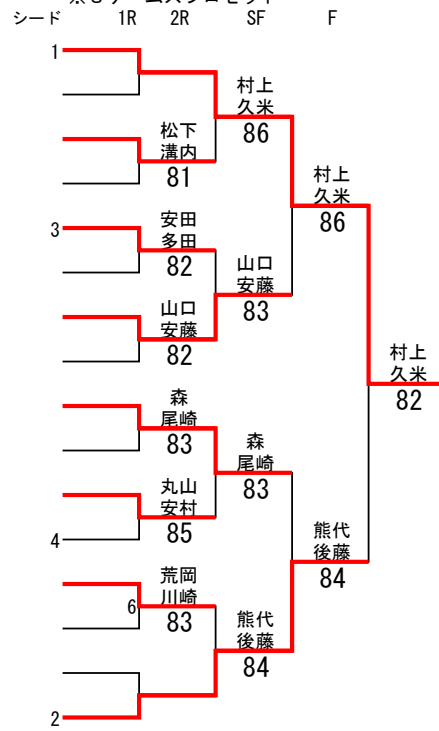 シード 1R 2R SF F
1
村上
久米
86
松下
溝内
81
村上
久米
86
3
安田
多田
82
山口
安藤
83
山口
安藤
82
村上
久米
82
森
尾崎
83
森
尾崎
83
丸山
安村
85
4
熊代
後藤
84
荒岡
川崎
83
6
熊代
後藤
84
2